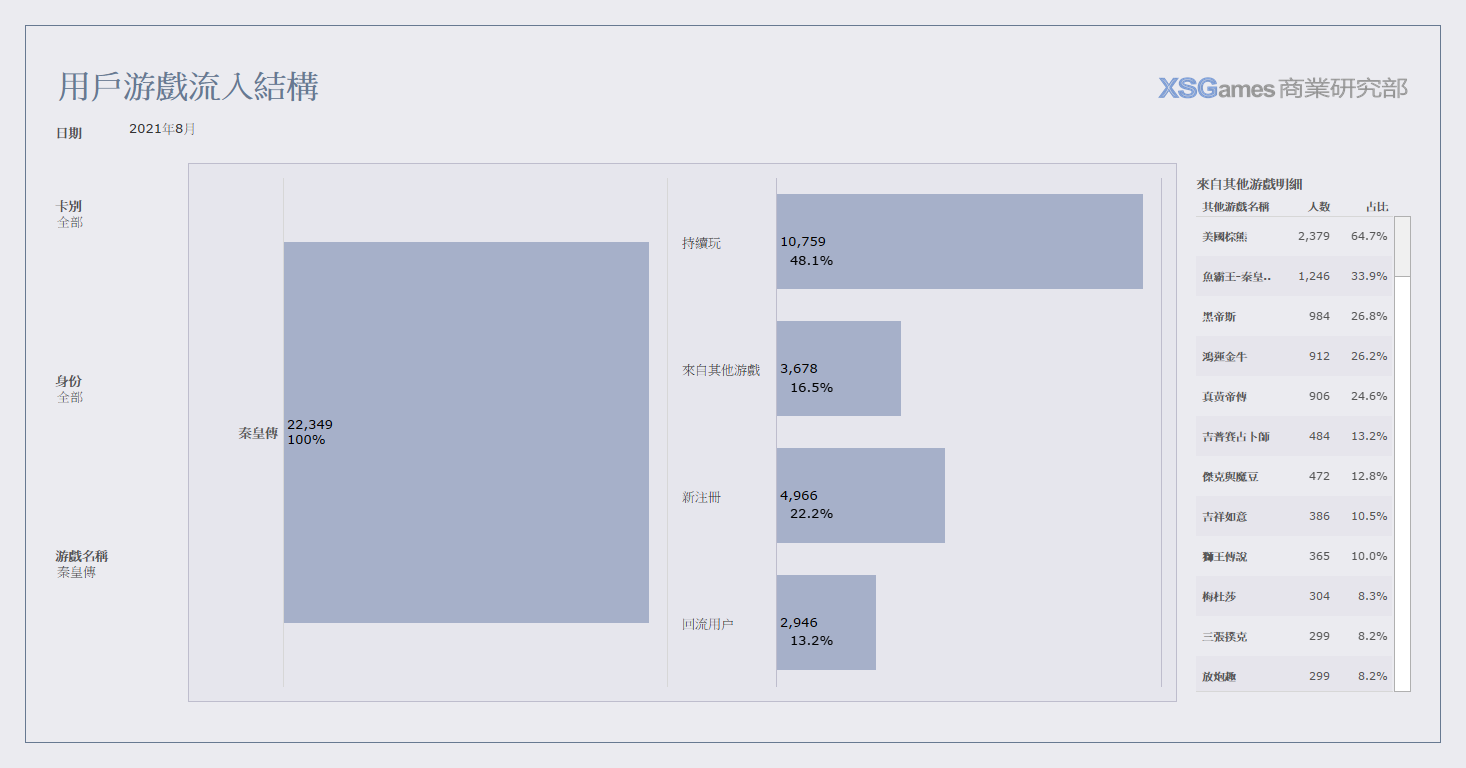 用戶游戲流入結構
XSGames 商業研究部
日期 2021年8月
卡別
全部
身份
全部
游戲名稱
秦皇傳
秦皇傳
22,349
100%
持續玩
10,759
48.1%
來自其他游戲
3,678
16.5%
新注冊
4,966
22.2%
回流用户
2,946
13.2%
來自其他游戲明細
其他游戲名稱 人数 占比
美國棕熊 2,379 64.7%
魚霸王-秦皇.. 1,246 33.9%
黑帝斯 984 26.8%
鴻運金牛 912 26.2%
真黃帝傳 906 24.6%
吉普賽占卜師 484 13.2%
傑克與魔豆 472 12.8%
吉祥如意 386 10.5%
獅王傳說 365 10.0%
梅杜莎 304 8.3%
三張撲克 299 8.2%
放炮趣 299 8.2%